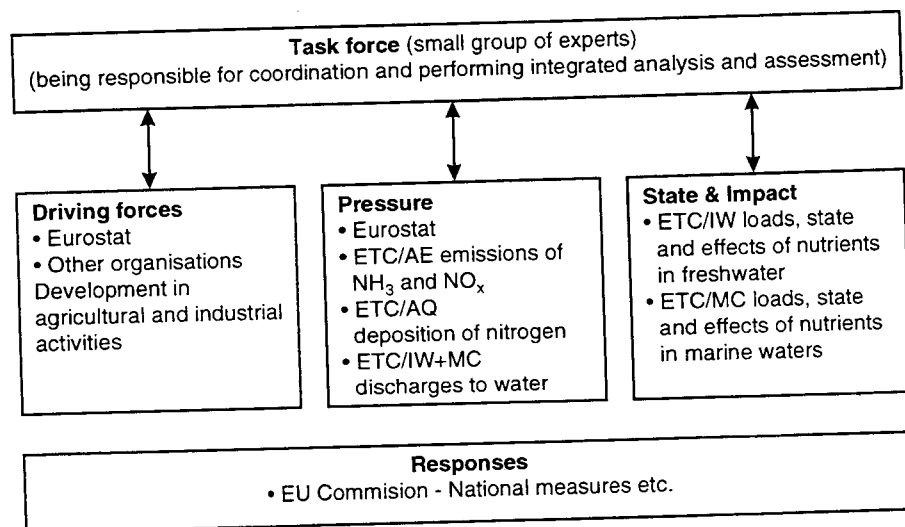 Task force (small group of experts)
(being responsible for coordination and performing integrated analysis and assessment)
Driving forces
• Eurostat
• Other organisations
Development in
agricultural and industrial
activities
Pressure
• Eurostat
• ETC/AE emissions of
NH₃ and NOₓ
• ETC/AQ
deposition of nitrogen
• ETC/IW+MC
discharges to water
State & Impact
• ETC/IW loads, state
and effects of nutrients
in freshwater
• ETC/MC loads, state
and effects of nutrients
in marine waters
Responses
• EU Commision - National measures etc.